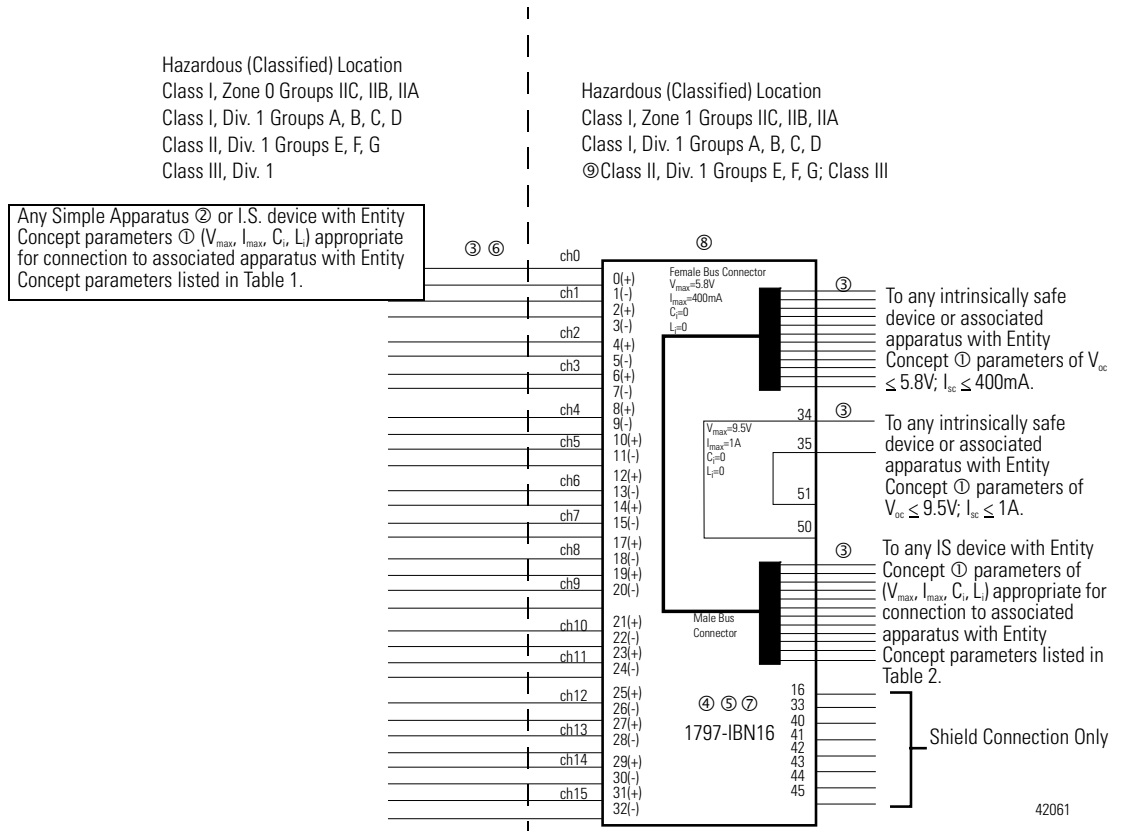 Hazardous (Classified) Location
Class I, Zone 0 Groups IIC, IIB, IIA
Class I, Div. 1 Groups A, B, C, D
Class II, Div. 1 Groups E, F, G
Class III, Div. 1
Hazardous (Classified) Location
Class I, Zone 1 Groups IIC, IIB, IIA
Class I, Div. 1 Groups A, B, C, D
⑨Class II, Div. 1 Groups E, F, G; Class III
Any Simple Apparatus ② or I.S. device with Entity
Concept parameters ① (Vmax, Imax, Ci, Li) appropriate
for connection to associated apparatus with Entity
Concept parameters listed in Table 1.
③ ⑥
ch0
ch1
ch2
ch3
ch4
ch5
ch6
ch7
ch8
ch9
ch10
ch11
ch12
ch13
ch14
ch15
⑧
0(+)
1(-)
2(+)
3(-)
4(+)
5(-)
6(+)
7(-)
8(+)
9(-)
10(+)
11(-)
12(+)
13(-)
14(+)
15(-)
17(+)
18(-)
19(+)
20(-)
21(+)
22(-)
23(+)
24(-)
25(+)
26(-)
27(+)
28(-)
29(+)
30(-)
31(+)
32(-)
Female Bus Connector
Vmax=5.8V
Imax=400mA
Ci=0
Li=0
Vmax=9.5V
Imax=1A
Ci=0
Li=0
34
35
51
50
Male Bus
Connector
④ ⑤ ⑦
1797-IBN16
16
33
40
41
42
43
44
45
③
To any intrinsically safe
device or associated
apparatus with Entity
Concept ① parameters of Voc
≤ 5.8V; Isc ≤ 400mA.
③
To any intrinsically safe
device or associated
apparatus with Entity
Concept ① parameters of
Voc ≤ 9.5V; Isc ≤ 1A.
③
To any IS device with Entity
Concept ① parameters of
(Vmax, Imax, Ci, Li) appropriate for
connection to associated
apparatus with Entity
Concept parameters listed in
Table 2.
Shield Connection Only
42061